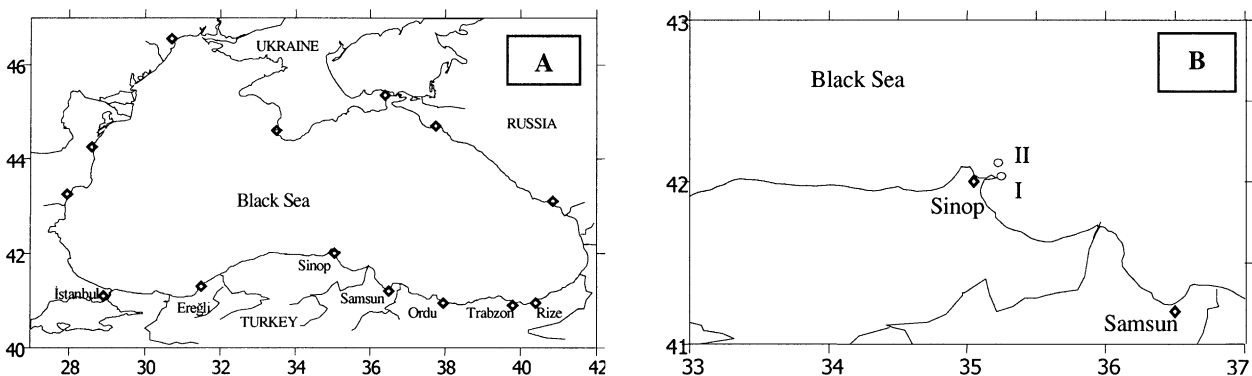 UKRAINE
A
46
RUSSIA
44
Black Sea
42
Sinop
İstanbul
Ereğli
Samsun
Ordu
Trabzon
Rize
TURKEY
40
28 30 32 34 36 38 40 42
43
B
Black Sea
II
42
I
Sinop
Samsun
41
33 34 35 36 37